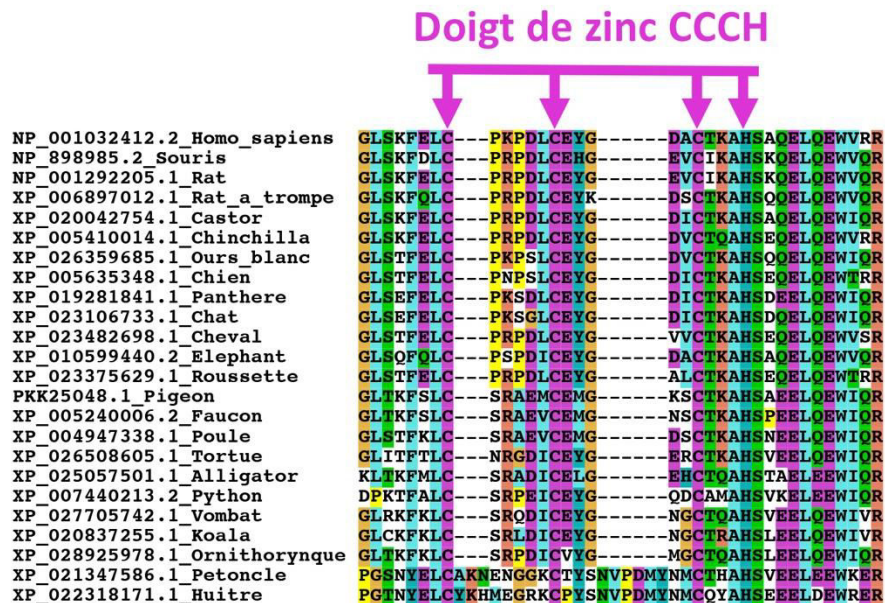 Doigt de zinc CCCH
NP_001032412.2_Homo_sapiens GLSKFELC---PKPDLCEYG------DACTKAHSAQELQEWVRR
NP_898985.2_Souris GLSKFDLC---PRPDLCEHG------EVCIKAHSKQELQEWVQR
NP_001292205.1_Rat GLSKFELC---PRPDLCEYG------EVCIKAHSKQELQEWVQR
XP_006897012.1_Rat_a_trompe GLSKFQLC---PRPDLCEYK------DSCTKAHSQQELQEWVQR
XP_020042754.1_Castor GLSKFELC---PRPDLCEYG------DICTKAHSAQELQEWIQR
XP_005410014.1_Chinchilla GLSKFELC---PRPDLCEYG------DVCTQAHSEQELQEWVRR
XP_026359685.1_Ours_blanc GLSTFELC---PKPSLCEYG------DVCTKAHSQQELQEWIQR
XP_005635348.1_Chien GLSTFELC---PNPSLCEYG------DICTKAHSEQELQEWTRR
XP_019281841.1_Panthere GLSEFELC---PKSDLCEYG------DICTKAHSDEELQEWIQR
XP_023106733.1_Chat GLSEFELC---PKSGLCEYG------DICTKAHSDQELQEWIQR
XP_023482698.1_Cheval GLSTFELC---PRPDLCEYG------VVCTKAHSEQELQEWVSR
XP_010599440.2_Elephant GLSQFQLC---PSPDICEYG------DACTKAHSAQELQEWVQR
XP_023375629.1_Roussette GLSTFELC---PRPDLCEYG------ALCTKAHSEQELQEWTRR
PKK25048.1_Pigeon GLTKFSLC---SRAEMCEMG------KSCTKAHSAEELQEWIQR
XP_005240006.2_Faucon GLTKFSLC---SRAEVCEMG------NSCTKAHSPEELQEWIQR
XP_004947338.1_Poule GLSTFKLC---SRAEVCEMG------DSCTKAHSNEELQEWIQR
XP_026508605.1_Tortue GLITFTLC---NRGDICEYG------ERCTKAHSVEELQEWIQR
XP_025057501.1_Alligator KLTKFMLC---SRADICELG------EHCTQAHSTAELEEWIQR
XP_007440213.2_Python DPKTFALC---SRPEICEYG------QDCAMAHSVKELEEWIQR
XP_027705742.1_Vombat GLRKFKLC---SRQDICEYG------NGCTQAHSVEELQEWIVR
XP_020837255.1_Koala GLCKFKLC---SRLDICEYG------NGCTRAHSLEELQEWIVR
XP_028925978.1_Ornithorynque GLTKFKLC---SRPDICVYG------MGCTQAHSLEELQEWIQR
XP_021347586.1_Petoncle PGSNYELCAKNENGGKCTYSNVPDMYNMCTHAHSVEELEEWKER
XP_022318171.1_Huitre PGTNYELCYKHMEGRKCPYSNVPDMYNMCQYAHSEEELDEWRER